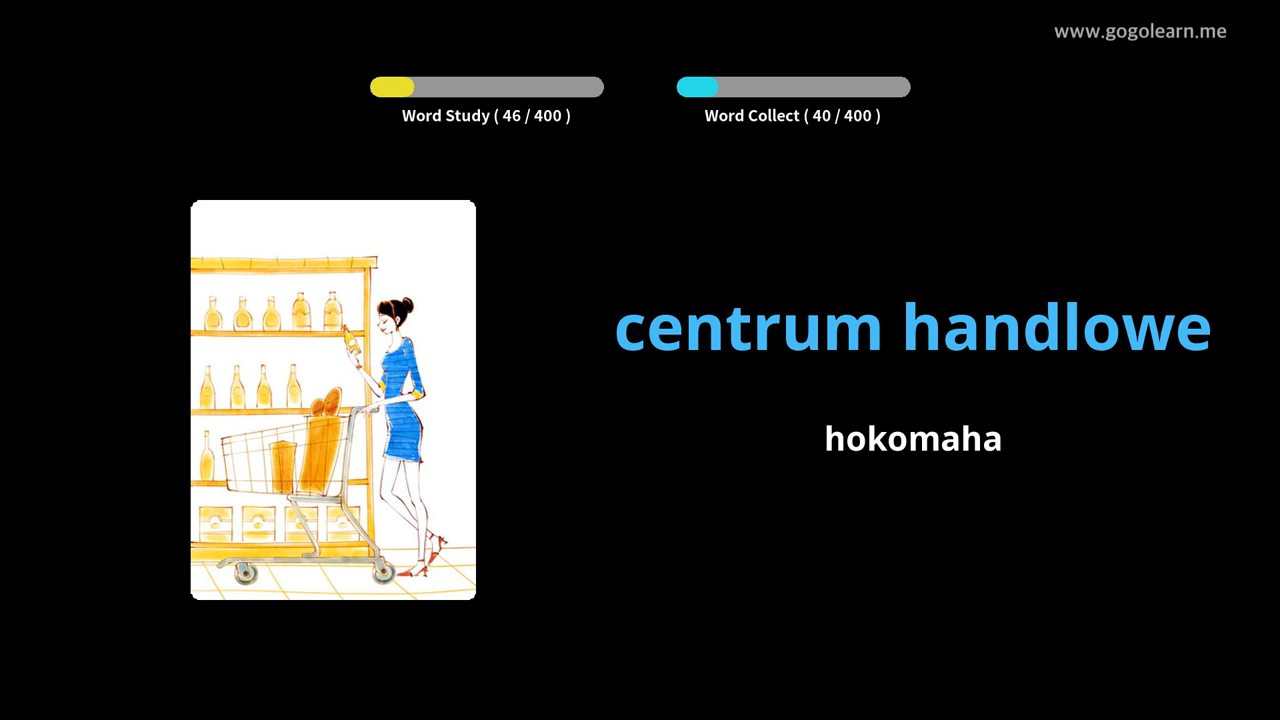 www.gogolearn.me
Word Study ( 46 / 400 )
Word Collect ( 40 / 400 )
centrum handlowe
hokomaha